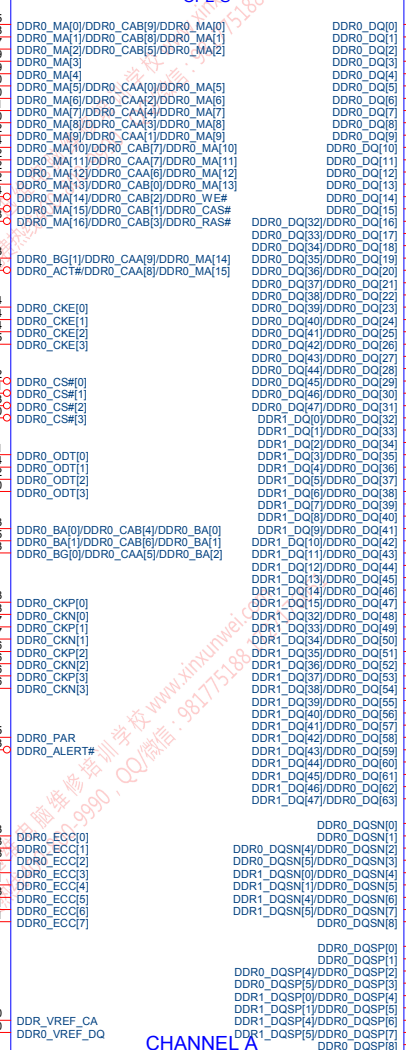 DDR0_MA[0]/DDR0_CAB[9]/DDR0_MA[0]
DDR0_MA[1]/DDR0_CAB[8]/DDR0_MA[1]
DDR0_MA[2]/DDR0_CAB[5]/DDR0_MA[2]
DDR0_MA[3]
DDR0_MA[4]
DDR0_MA[5]/DDR0_CAA[0]/DDR0_MA[5]
DDR0_MA[6]/DDR0_CAA[2]/DDR0_MA[6]
DDR0_MA[7]/DDR0_CAA[4]/DDR0_MA[7]
DDR0_MA[8]/DDR0_CAA[3]/DDR0_MA[8]
DDR0_MA[9]/DDR0_CAA[1]/DDR0_MA[9]
DDR0_MA[10]/DDR0_CAB[7]/DDR0_MA[10]
DDR0_MA[11]/DDR0_CAA[7]/DDR0_MA[11]
DDR0_MA[12]/DDR0_CAA[6]/DDR0_MA[12]
DDR0_MA[13]/DDR0_CAB[0]/DDR0_MA[13]
DDR0_MA[14]/DDR0_CAB[2]/DDR0_WE#
DDR0_MA[15]/DDR0_CAB[1]/DDR0_CAS#
DDR0_MA[16]/DDR0_CAB[3]/DDR0_RAS#
DDR0_BG[1]/DDR0_CAA[9]/DDR0_MA[14]
DDR0_ACT#/DDR0_CAA[8]/DDR0_MA[15]
DDR0_CKE[0]
DDR0_CKE[1]
DDR0_CKE[2]
DDR0_CKE[3]
DDR0_CS#[0]
DDR0_CS#[1]
DDR0_CS#[2]
DDR0_CS#[3]
DDR0_ODT[0]
DDR0_ODT[1]
DDR0_ODT[2]
DDR0_ODT[3]
DDR0_BA[0]/DDR0_CAB[4]/DDR0_BA[0]
DDR0_BA[1]/DDR0_CAB[6]/DDR0_BA[1]
DDR0_BG[0]/DDR0_CAA[5]/DDR0_BA[2]
DDR0_CKP[0]
DDR0_CKN[0]
DDR0_CKP[1]
DDR0_CKN[1]
DDR0_CKP[2]
DDR0_CKN[2]
DDR0_CKP[3]
DDR0_CKN[3]
DDR0_PAR
DDR0_ALERT#
DDR0_ECC[0]
DDR0_ECC[1]
DDR0_ECC[2]
DDR0_ECC[3]
DDR0_ECC[4]
DDR0_ECC[5]
DDR0_ECC[6]
DDR0_ECC[7]
DDR_VREF_CA
DDR0_VREF_DQ
DDR0_DQ[0]
DDR0_DQ[1]
DDR0_DQ[2]
DDR0_DQ[3]
DDR0_DQ[4]
DDR0_DQ[5]
DDR0_DQ[6]
DDR0_DQ[7]
DDR0_DQ[8]
DDR0_DQ[9]
DDR0_DQ[10]
DDR0_DQ[11]
DDR0_DQ[12]
DDR0_DQ[13]
DDR0_DQ[14]
DDR0_DQ[15]
DDR0_DQ[32]/DDR0_DQ[16]
DDR0_DQ[33]/DDR0_DQ[17]
DDR0_DQ[34]/DDR0_DQ[18]
DDR0_DQ[35]/DDR0_DQ[19]
DDR0_DQ[36]/DDR0_DQ[20]
DDR0_DQ[37]/DDR0_DQ[21]
DDR0_DQ[38]/DDR0_DQ[22]
DDR0_DQ[39]/DDR0_DQ[23]
DDR0_DQ[40]/DDR0_DQ[24]
DDR0_DQ[41]/DDR0_DQ[25]
DDR0_DQ[42]/DDR0_DQ[26]
DDR0_DQ[43]/DDR0_DQ[27]
DDR0_DQ[44]/DDR0_DQ[28]
DDR0_DQ[45]/DDR0_DQ[29]
DDR0_DQ[46]/DDR0_DQ[30]
DDR0_DQ[47]/DDR0_DQ[31]
DDR1_DQ[0]/DDR0_DQ[32]
DDR1_DQ[1]/DDR0_DQ[33]
DDR1_DQ[2]/DDR0_DQ[34]
DDR1_DQ[3]/DDR0_DQ[35]
DDR1_DQ[4]/DDR0_DQ[36]
DDR1_DQ[5]/DDR0_DQ[37]
DDR1_DQ[6]/DDR0_DQ[38]
DDR1_DQ[7]/DDR0_DQ[39]
DDR1_DQ[8]/DDR0_DQ[40]
DDR1_DQ[9]/DDR0_DQ[41]
DDR1_DQ[10]/DDR0_DQ[42]
DDR1_DQ[11]/DDR0_DQ[43]
DDR1_DQ[12]/DDR0_DQ[44]
DDR1_DQ[13]/DDR0_DQ[45]
DDR1_DQ[14]/DDR0_DQ[46]
DDR1_DQ[15]/DDR0_DQ[47]
DDR1_DQ[32]/DDR0_DQ[48]
DDR1_DQ[33]/DDR0_DQ[49]
DDR1_DQ[34]/DDR0_DQ[50]
DDR1_DQ[35]/DDR0_DQ[51]
DDR1_DQ[36]/DDR0_DQ[52]
DDR1_DQ[37]/DDR0_DQ[53]
DDR1_DQ[38]/DDR0_DQ[54]
DDR1_DQ[39]/DDR0_DQ[55]
DDR1_DQ[40]/DDR0_DQ[56]
DDR1_DQ[41]/DDR0_DQ[57]
DDR1_DQ[42]/DDR0_DQ[58]
DDR1_DQ[43]/DDR0_DQ[59]
DDR1_DQ[44]/DDR0_DQ[60]
DDR1_DQ[45]/DDR0_DQ[61]
DDR1_DQ[46]/DDR0_DQ[62]
DDR1_DQ[47]/DDR0_DQ[63]
DDR0_DQSN[0]
DDR0_DQSN[1]
DDR0_DQSN[4]/DDR0_DQSN[2]
DDR0_DQSN[5]/DDR0_DQSN[3]
DDR1_DQSN[0]/DDR0_DQSN[4]
DDR1_DQSN[1]/DDR0_DQSN[5]
DDR1_DQSN[4]/DDR0_DQSN[6]
DDR1_DQSN[5]/DDR0_DQSN[7]
DDR0_DQSN[8]
DDR0_DQSP[0]
DDR0_DQSP[1]
DDR0_DQSP[4]/DDR0_DQSP[2]
DDR0_DQSP[5]/DDR0_DQSP[3]
DDR1_DQSP[0]/DDR0_DQSP[4]
DDR1_DQSP[1]/DDR0_DQSP[5]
DDR1_DQSP[4]/DDR0_DQSP[6]
DDR1_DQSP[5]/DDR0_DQSP[7]
DDR0_DQSP[8]
CHANNEL A